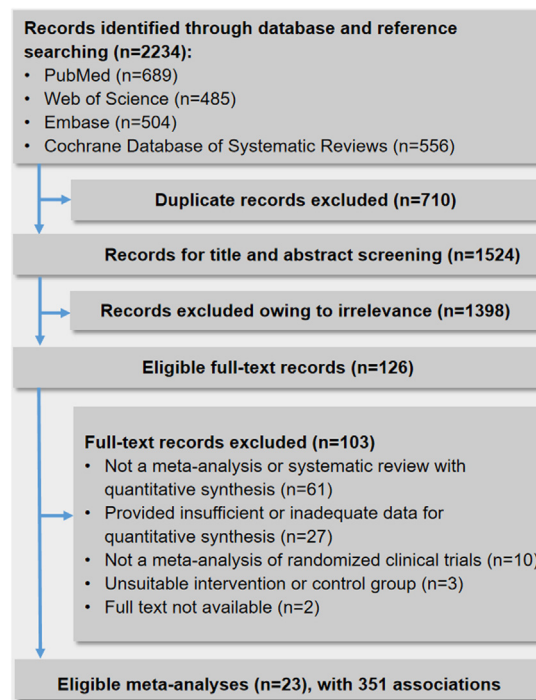 Records identified through database and reference
searching (n=2234):
• PubMed (n=689)
• Web of Science (n=485)
• Embase (n=504)
• Cochrane Database of Systematic Reviews (n=556)
Duplicate records excluded (n=710)
Records for title and abstract screening (n=1524)
Records excluded owing to irrelevance (n=1398)
Eligible full-text records (n=126)
Full-text records excluded (n=103)
• Not a meta-analysis or systematic review with
quantitative synthesis (n=61)
• Provided insufficient or inadequate data for
quantitative synthesis (n=27)
• Not a meta-analysis of randomized clinical trials (n=10)
• Unsuitable intervention or control group (n=3)
• Full text not available (n=2)
Eligible meta-analyses (n=23), with 351 associations